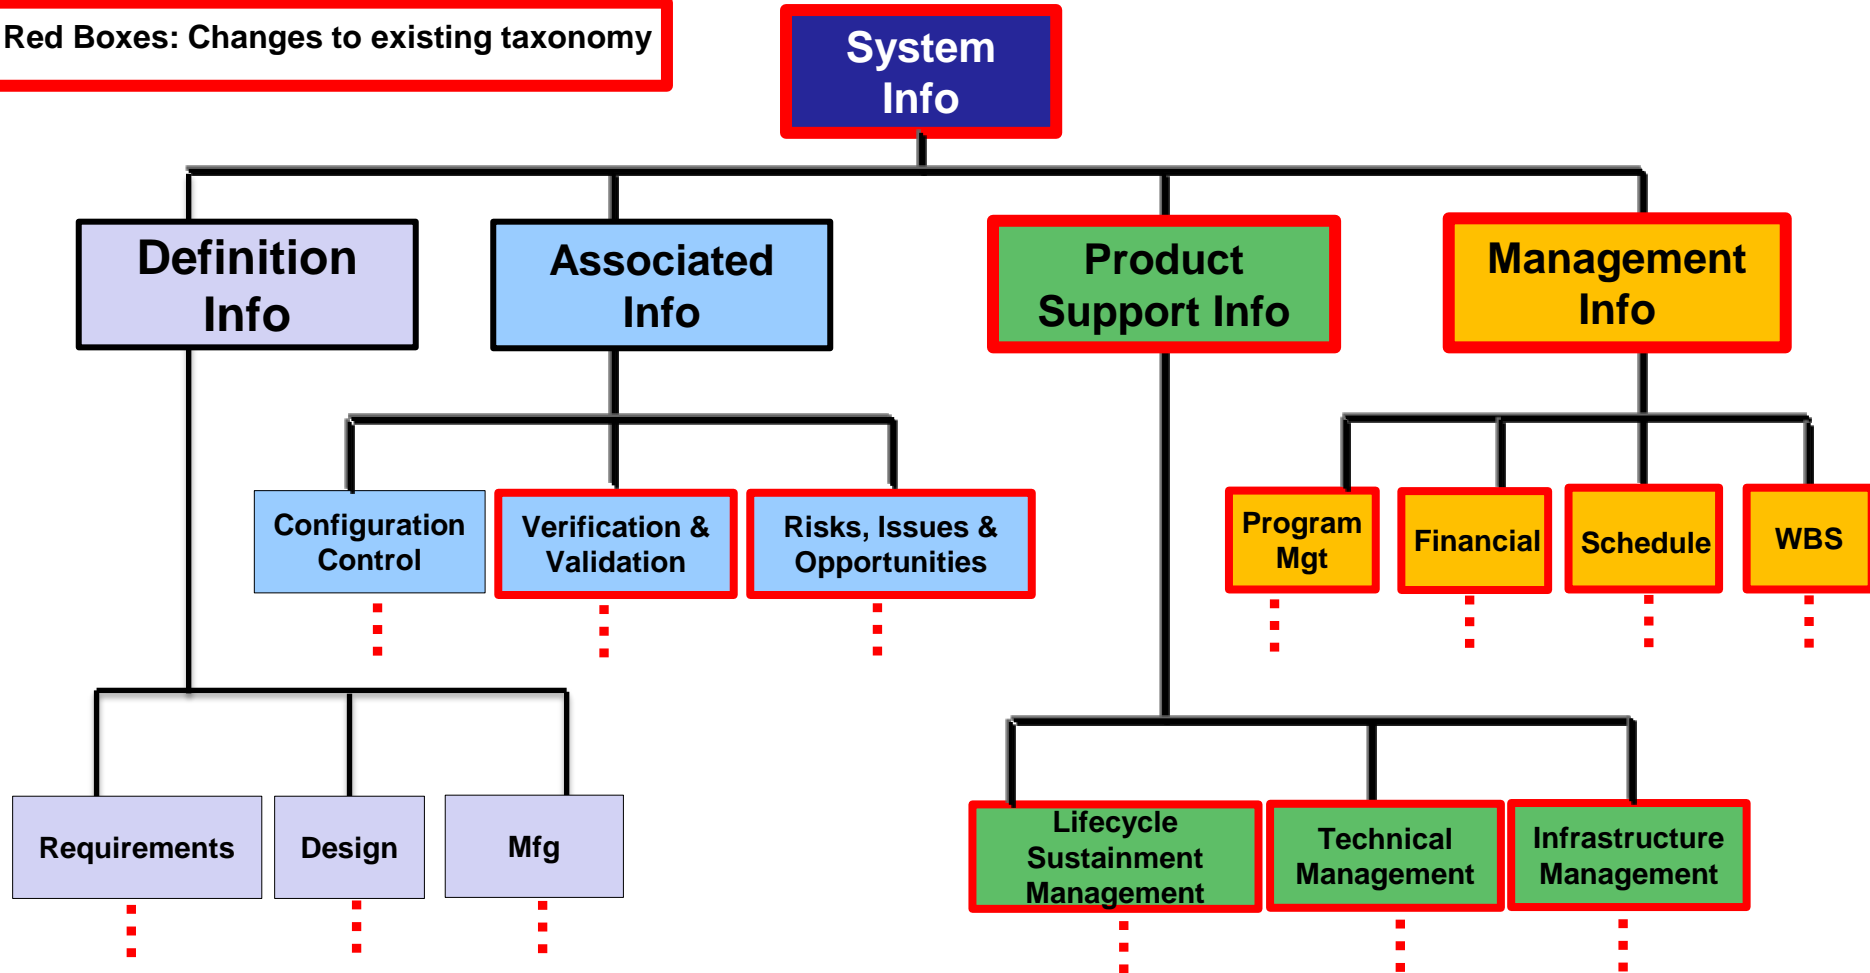 Red Boxes: Changes to existing taxonomy
System
Info
Definition
Info
Associated
Info
Product
Support Info
Management
Info
Configuration
Control
Verification &
Validation
Risks, Issues &
Opportunities
Program
Mgt
Financial
Schedule
WBS
Requirements
Design
Mfg
Lifecycle
Sustainment
Management
Technical
Management
Infrastructure
Management